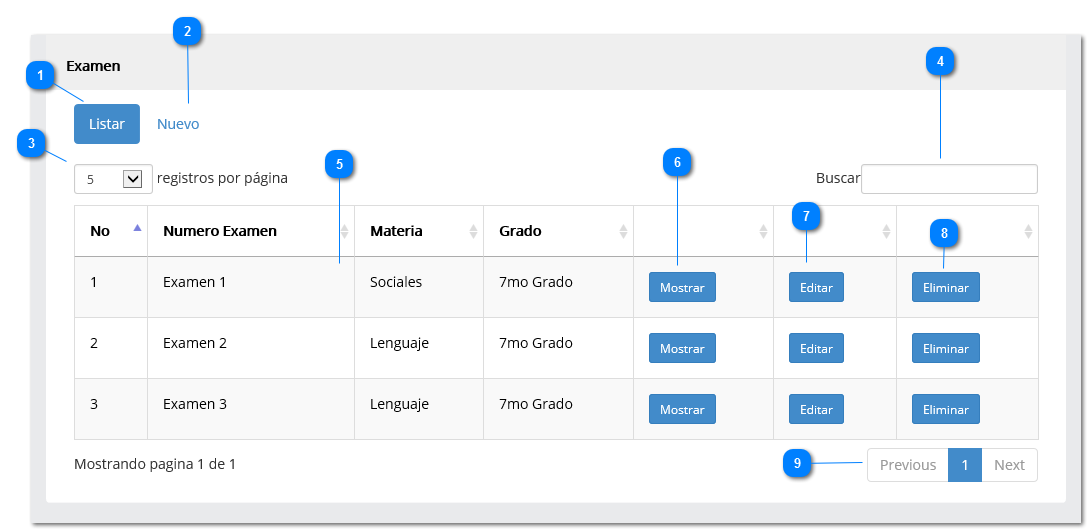 2
Examen
4
1
Listar
Nuevo
3
5
6
5 registros por página
Buscar
7
8
No Numero Examen Materia Grado
1 Examen 1 Sociales 7mo Grado Mostrar Editar Eliminar
2 Examen 2 Lenguaje 7mo Grado Mostrar Editar Eliminar
3 Examen 3 Lenguaje 7mo Grado Mostrar Editar Eliminar
Mostrando pagina 1 de 1
9
Previous 1 Next